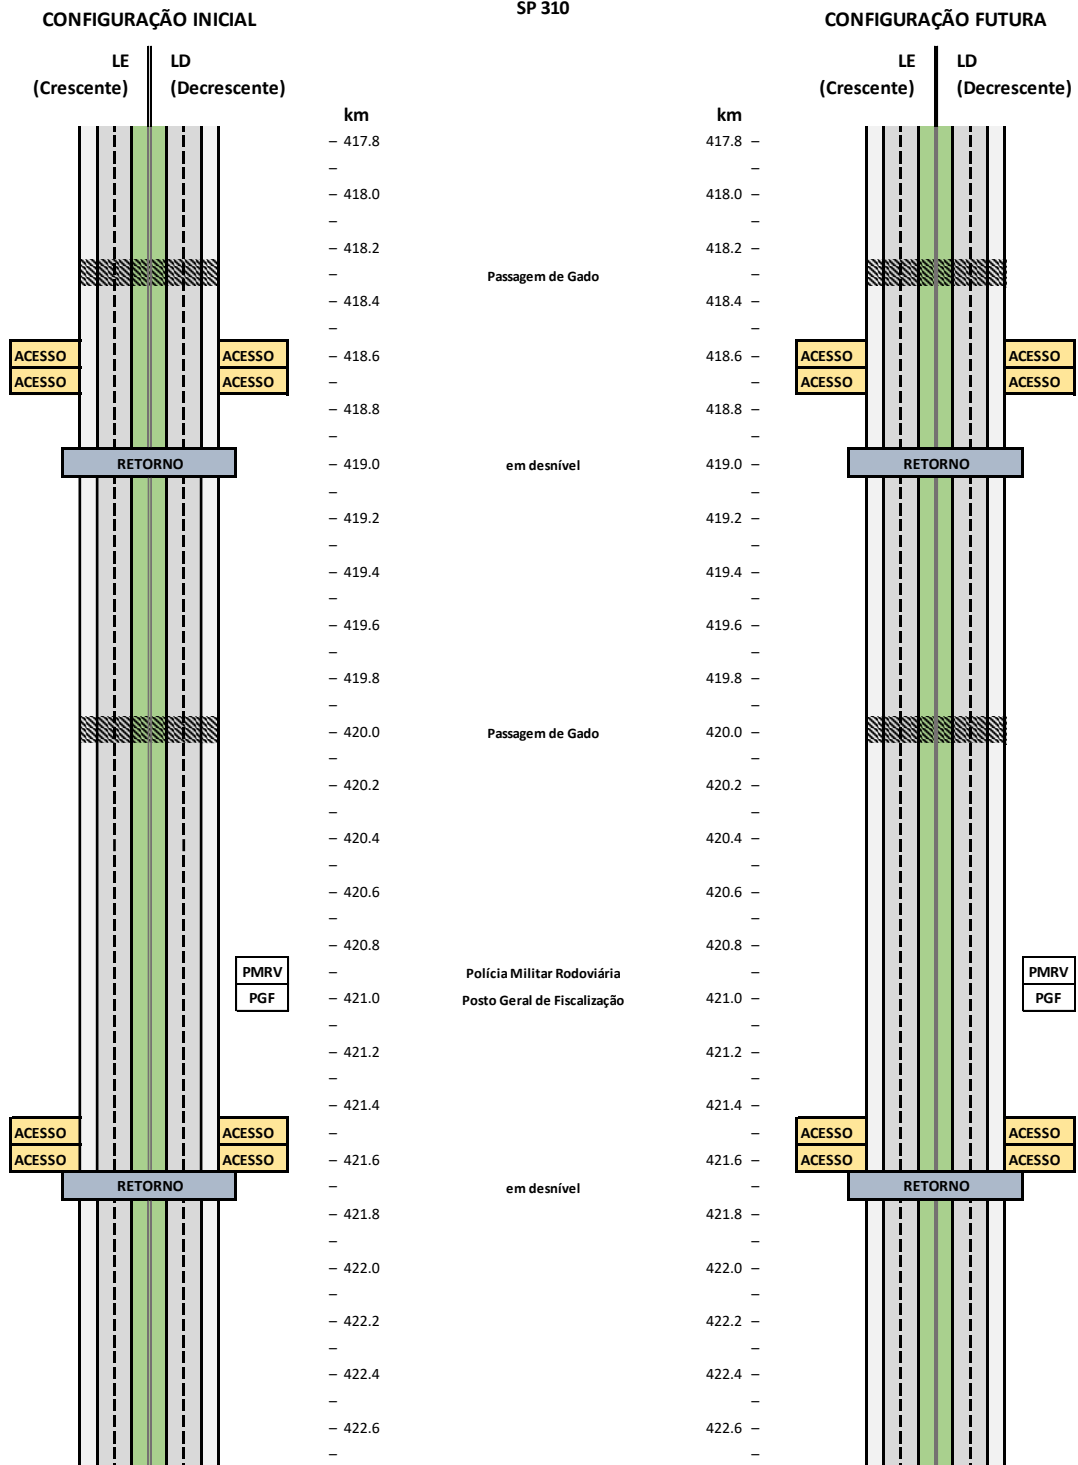 SP 310
CONFIGURAÇÃO INICIAL
CONFIGURAÇÃO FUTURA
LE LD
(Crescente) (Decrescente)
LE LD
(Crescente) (Decrescente)
km km
– 417.8 417.8 –
– –
– 418.0 418.0 –
– –
– 418.2 418.2 –
– Passagem de Gado –
– 418.4 418.4 –
– –
ACESSO ACESSO – 418.6 418.6 – ACESSO ACESSO
ACESSO ACESSO – – ACESSO ACESSO
– 418.8 418.8 –
– –
RETORNO – 419.0 em desnível 419.0 – RETORNO
– –
– 419.2 419.2 –
– –
– 419.4 419.4 –
– –
– 419.6 419.6 –
– –
– 419.8 419.8 –
– –
– 420.0 Passagem de Gado 420.0 –
– –
– 420.2 420.2 –
– –
– 420.4 420.4 –
– –
– 420.6 420.6 –
– –
– 420.8 420.8 –
PMRV – Polícia Militar Rodoviária – PMRV
PGF – 421.0 Posto Geral de Fiscalização 421.0 – PGF
– –
– 421.2 421.2 –
– –
– 421.4 421.4 –
ACESSO ACESSO – – ACESSO ACESSO
ACESSO ACESSO – 421.6 421.6 – ACESSO ACESSO
RETORNO – em desnível – RETORNO
– 421.8 421.8 –
– –
– 422.0 422.0 –
– –
– 422.2 422.2 –
– –
– 422.4 422.4 –
– –
– 422.6 422.6 –
– –